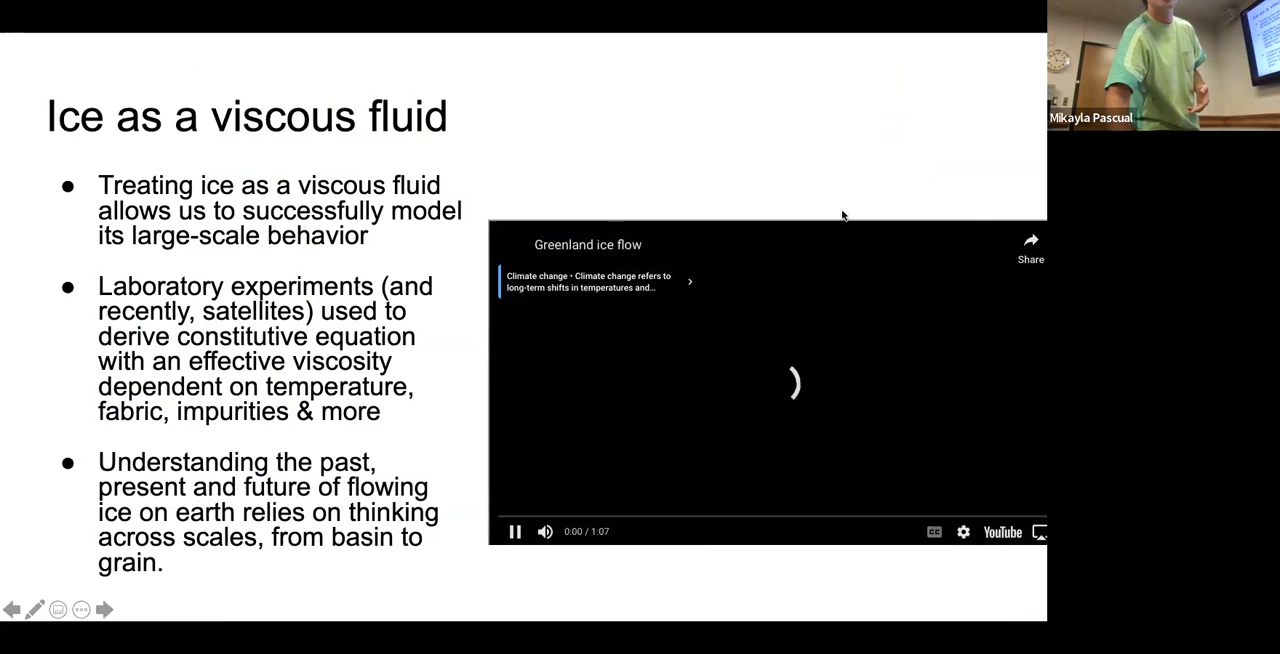 Ice as a viscous fluid
● Treating ice as a viscous fluid
allows us to successfully model
its large-scale behavior
● Laboratory experiments (and
recently, satellites) used to
derive constitutive equation
with an effective viscosity
dependent on temperature,
fabric, impurities & more
● Understanding the past,
present and future of flowing
ice on earth relies on thinking
across scales, from basin to
grain.
Greenland ice flow
Share
Climate change • Climate change refers to
long-term shifts in temperatures and...
0:00 / 1:07
CC
YouTube
Mikayla Pascual